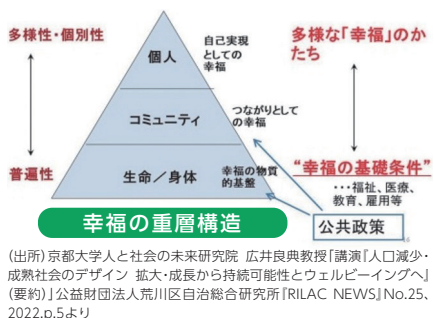 多様性・個別性
普遍性
個人
自己実現
としての
幸福
コミュニティ
つながりとして
の幸福
生命／身体
幸福の物質
的基盤
多様な「幸福」のか
たち
“幸福の基礎条件”
・・・福祉、医療、
教育、雇用等
公共政策
幸福の重層構造
(出所)京都大学人と社会の未来研究院 広井良典教授「講演『人口減少・
成熟社会のデザイン 拡大・成長から持続可能性とウェルビーイングへ』
(要約)」公益財団法人荒川区自治総合研究所『RILAC NEWS』No.25、
2022,p.5より